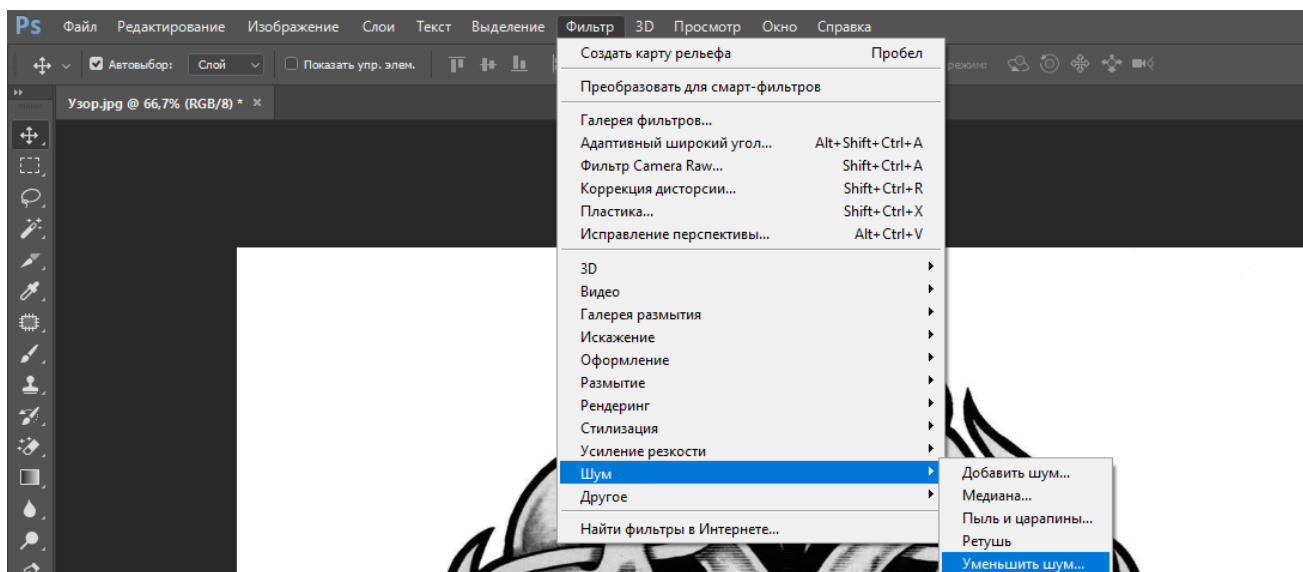 Ps Файл Редактирование Изображение Слои Текст Выделение Фильтр 3D Просмотр Окно Справка
Автовыбор: Слой Показать упр. элем. режим:
Узор.jpg @ 66,7% (RGB/8) * ×
Создать карту рельефа Пробел
Преобразовать для смарт-фильтров
Галерея фильтров...
Адаптивный широкий угол... Alt+Shift+Ctrl+A
Фильтр Camera Raw... Shift+Ctrl+A
Коррекция дисторсии... Shift+Ctrl+R
Пластика... Shift+Ctrl+X
Исправление перспективы... Alt+Ctrl+V
3D
Видео
Галерея размытия
Искажение
Оформление
Размытие
Рендеринг
Стилизация
Усиление резкости
Шум
Другое
Найти фильтры в Интернете...
Добавить шум...
Медиана...
Пыль и царапины...
Ретушь
Уменьшить шум...